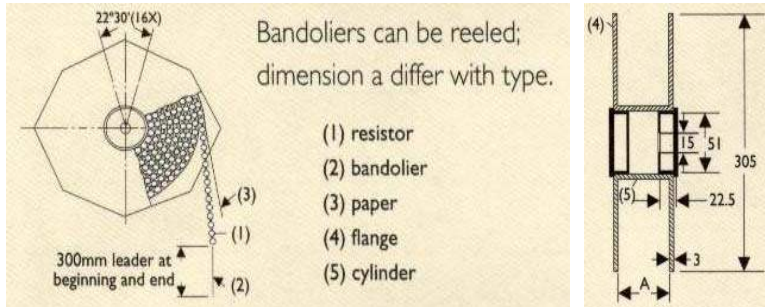 22°30'(16X)
Bandoliers can be reeled;
dimension a differ with type.
(1) resistor
(2) bandolier
(3) paper
(4) flange
(5) cylinder
(3)
(1)
(2)
300mm leader at
beginning and end
(4)
15
51
305
(5)
22.5
3
A